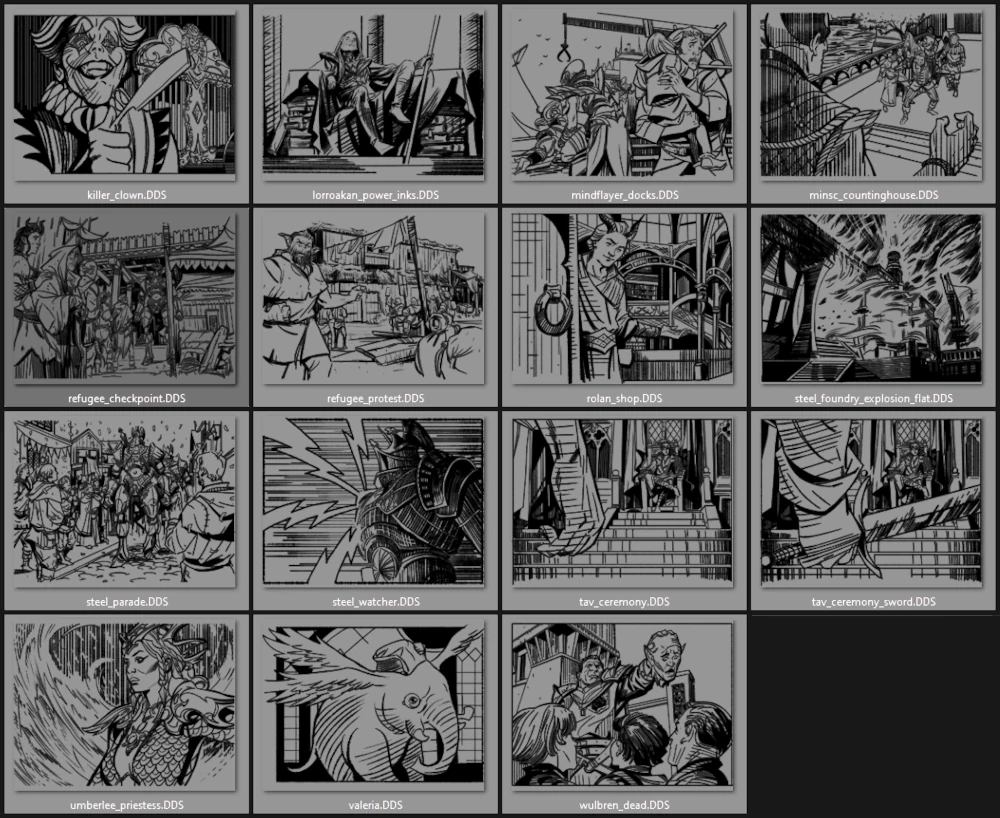 killer_clown.DDS
lorroakan_power_inks.DDS
mindflayer_docks.DDS
minsc_countinghouse.DDS
refugee_checkpoint.DDS
refugee_protest.DDS
rolan_shop.DDS
steel_foundry_explosion_flat.DDS
steel_parade.DDS
steel_watcher.DDS
tav_ceremony.DDS
tav_ceremony_sword.DDS
umberlee_priestess.DDS
valeria.DDS
wulbren_dead.DDS